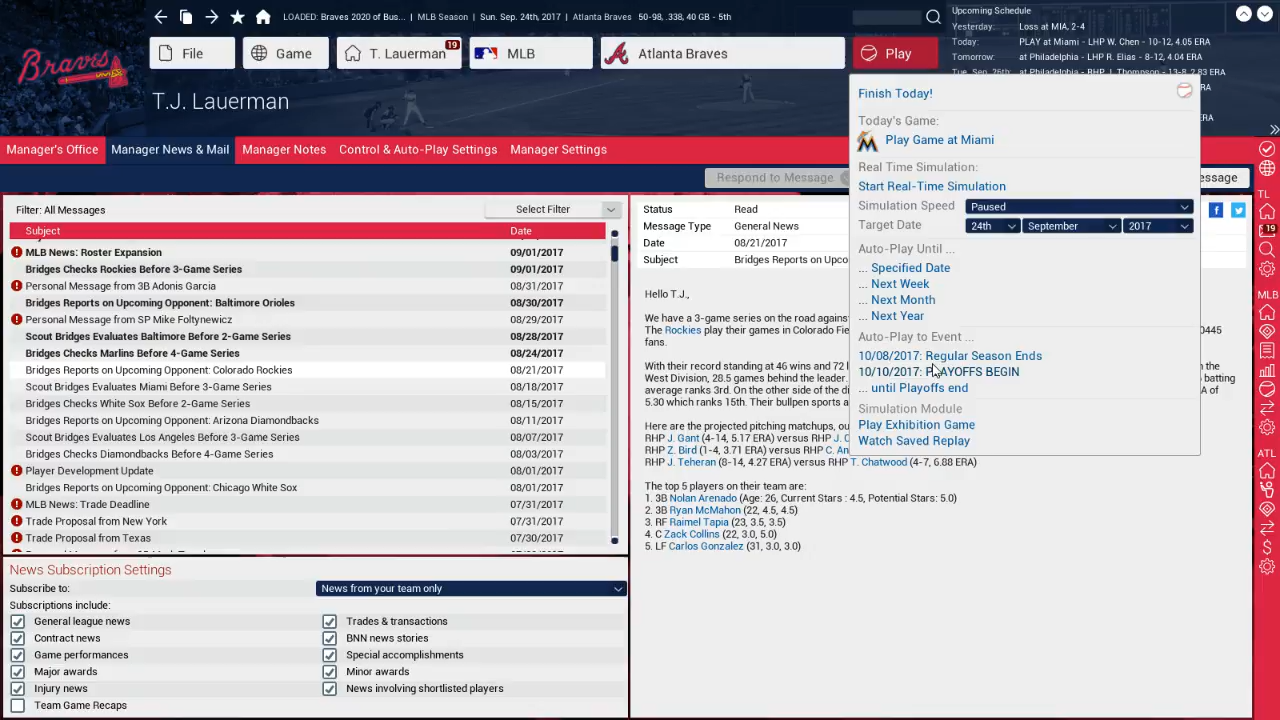 LOADED: Braves 2020 of Bus... | MLB Season | Sun. Sep. 24th, 2017 | Atlanta Braves 50-98, .338, 40 GB - 5th
Upcoming Schedule
Yesterday: Loss at MIA, 2-4
Today: PLAY at Miami - LHP W. Chen - 10-12, 4.05 ERA
Tomorrow: at Philadelphia - LHP R. Elias - 8-12, 4.04 ERA
Tue. Sep. 26th: at Philadelphia - RHP J. Thompson - 13-8, 2.83 ERA
ERA
ERA
Braves
File
Game
T. Lauerman
19
MLB
Atlanta Braves
Play
T.J. Lauerman
Manager's Office
Manager News & Mail
Manager Notes
Control & Auto-Play Settings
Manager Settings
Respond to Message
ssage
Finish Today!
Today's Game:
Play Game at Miami
Real Time Simulation:
Start Real-Time Simulation
Simulation Speed
Paused
Target Date
24th
September
2017
Auto-Play Until ...
... Specified Date
... Next Week
... Next Month
... Next Year
Auto-Play to Event ...
10/08/2017: Regular Season Ends
10/10/2017: PLAYOFFS BEGIN
... until Playoffs end
Simulation Module
Play Exhibition Game
Watch Saved Replay
Filter: All Messages
Select Filter
Subject Date
MLB News: Roster Expansion 09/01/2017
Bridges Checks Rockies Before 3-Game Series 09/01/2017
Personal Message from 3B Adonis Garcia 08/31/2017
Bridges Reports on Upcoming Opponent: Baltimore Orioles 08/30/2017
Personal Message from SP Mike Foltynewicz 08/29/2017
Scout Bridges Evaluates Baltimore Before 2-Game Series 08/28/2017
Bridges Checks Marlins Before 4-Game Series 08/24/2017
Bridges Reports on Upcoming Opponent: Colorado Rockies 08/21/2017
Scout Bridges Evaluates Miami Before 3-Game Series 08/18/2017
Bridges Checks White Sox Before 2-Game Series 08/15/2017
Bridges Reports on Upcoming Opponent: Arizona Diamondbacks 08/11/2017
Scout Bridges Evaluates Los Angeles Before 3-Game Series 08/07/2017
Bridges Checks Diamondbacks Before 4-Game Series 08/03/2017
Player Development Update 08/01/2017
Bridges Reports on Upcoming Opponent: Chicago White Sox 08/01/2017
MLB News: Trade Deadline 07/31/2017
Trade Proposal from New York 07/31/2017
Trade Proposal from Texas 07/30/2017
News Subscription Settings
Subscribe to: News from your team only
Subscriptions include:
General league news
Trades & transactions
Contract news
BNN news stories
Game performances
Special accomplishments
Major awards
Minor awards
Injury news
News involving shortlisted players
Team Game Recaps
Status Read
Message Type General News
Date 08/21/2017
Subject Bridges Reports on Upco
Hello T.J.,
We have a 3-game series on the road agains
The Rockies play their games in Colorado Fie 0445
fans.
With their record standing at 46 wins and 72 l
West Division, 28.5 games behind the leader. batting
average ranks 3rd. On the other side of the di A of
5.30 which ranks 15th. Their bullpen sports a
Here are the projected pitching matchups, ou
RHP J. Gant (4-14, 5.17 ERA) versus RHP J. C
RHP Z. Bird (1-4, 3.71 ERA) versus RHP C. An
RHP J. Teheran (8-14, 4.27 ERA) versus RHP T. Chatwood (4-7, 6.88 ERA)
The top 5 players on their team are:
1. 3B Nolan Arenado (Age: 26, Current Stars : 4.5, Potential Stars: 5.0)
2. 3B Ryan McMahon (22, 4.5, 4.5)
3. RF Raimel Tapia (23, 3.5, 3.5)
4. C Zack Collins (22, 3.0, 5.0)
5. LF Carlos Gonzalez (31, 3.0, 3.0)
TL
19
MLB
ATL